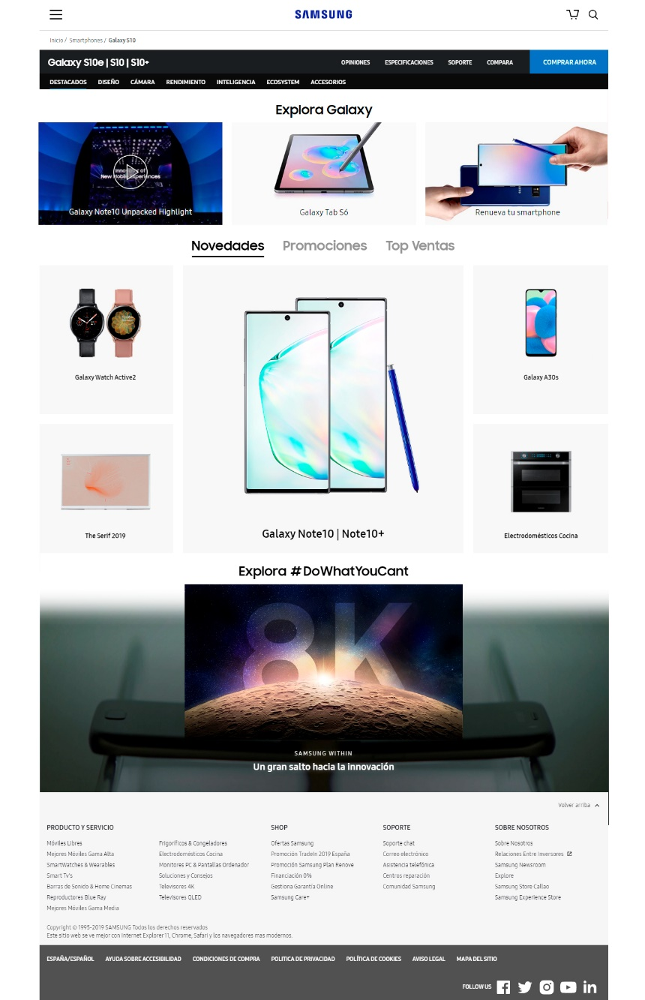 SAMSUNG
Inicio / Smartphones / Galaxy S10
Galaxy S10e | S10 | S10+
OPINIONES ESPECIFICACIONES SOPORTE COMPARA COMPRAR AHORA
DESTACADOS DISEÑO CÁMARA RENDIMIENTO INTELIGENCIA ECOSYSTEM ACCESORIOS
Explora Galaxy
New Mobile Experiences
Galaxy Note10 Unpacked Highlight
Galaxy Tab S6
Renueva tu smartphone
Novedades Promociones Top Ventas
Galaxy Watch Active2
Galaxy A30s
The Serif 2019
Galaxy Note10 | Note10+
Electrodomésticos Cocina
Explora #DoWhatYouCant
8K
SAMSUNG WITHIN
Un gran salto hacia la innovación
Volver arriba
PRODUCTO Y SERVICIO
Móviles Libres
Mejores Móviles Gama Alta
SmartWatches & Wearables
Smart Tv's
Barras de Sonido & Home Cinemas
Reproductores Blue Ray
Mejores Móviles Gama Media
Frigoríficos & Congeladores
Electrodomésticos Cocina
Monitores PC & Pantallas Ordenador
Soluciones y Consejos
Televisores 4K
Televisores QLED
SHOP
Ofertas Samsung
Promoción TradeIn 2019 España
Promoción Samsung Plan Renove
Financiación 0%
Gestiona Garantía Online
Samsung Care+
SOPORTE
Soporte chat
Correo electrónico
Asistencia telefónica
Centros reparación
Comunidad Samsung
SOBRE NOSOTROS
Sobre Nosotros
Relaciones Entre Inversores
Samsung Newsroom
Explore
Samsung Store Callao
Samsung Experience Store
Copyright © 1995-2019 SAMSUNG Todos los derechos reservados
Este sitio web se ve mejor con Internet Explorer 11, Chrome, Safari y los navegadores mas modernos.
ESPAÑA/ESPAÑOL AYUDA SOBRE ACCESIBILIDAD CONDICIONES DE COMPRA POLITICA DE PRIVACIDAD POLÍTICA DE COOKIES AVISO LEGAL MAPA DEL SITIO
FOLLOW US